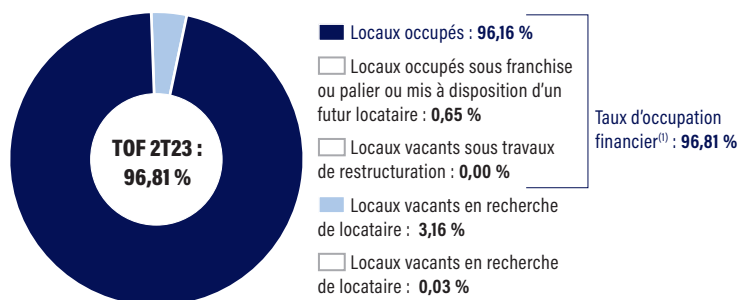 TOF 2T23 :
96,81 %
Locaux occupés : 96,16 %
Locaux occupés sous franchise
ou palier ou mis à disposition d'un
futur locataire : 0,65 %
Locaux vacants sous travaux
de restructuration : 0,00 %
Taux d'occupation
financier(1) : 96,81 %
Locaux vacants en recherche
de locataire : 3,16 %
Locaux vacants en recherche
de locataire : 0,03 %